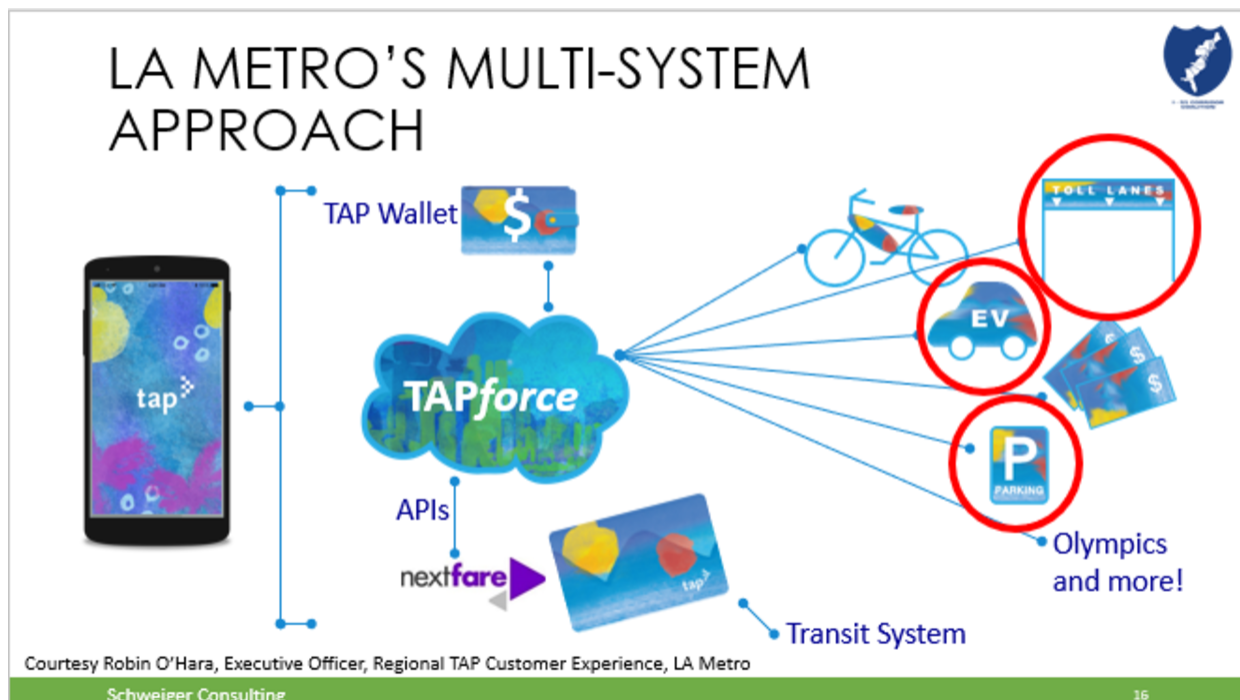 LA METRO'S MULTI-SYSTEM
APPROACH
TAP Wallet
$
TOLL LANES
EV
$ $ $
tap
TAPforce
P
PARKING
APIs
nextfare
tap
Olympics
and more!
Transit System
Courtesy Robin O'Hara, Executive Officer, Regional TAP Customer Experience, LA Metro
Schweiger Consulting
16